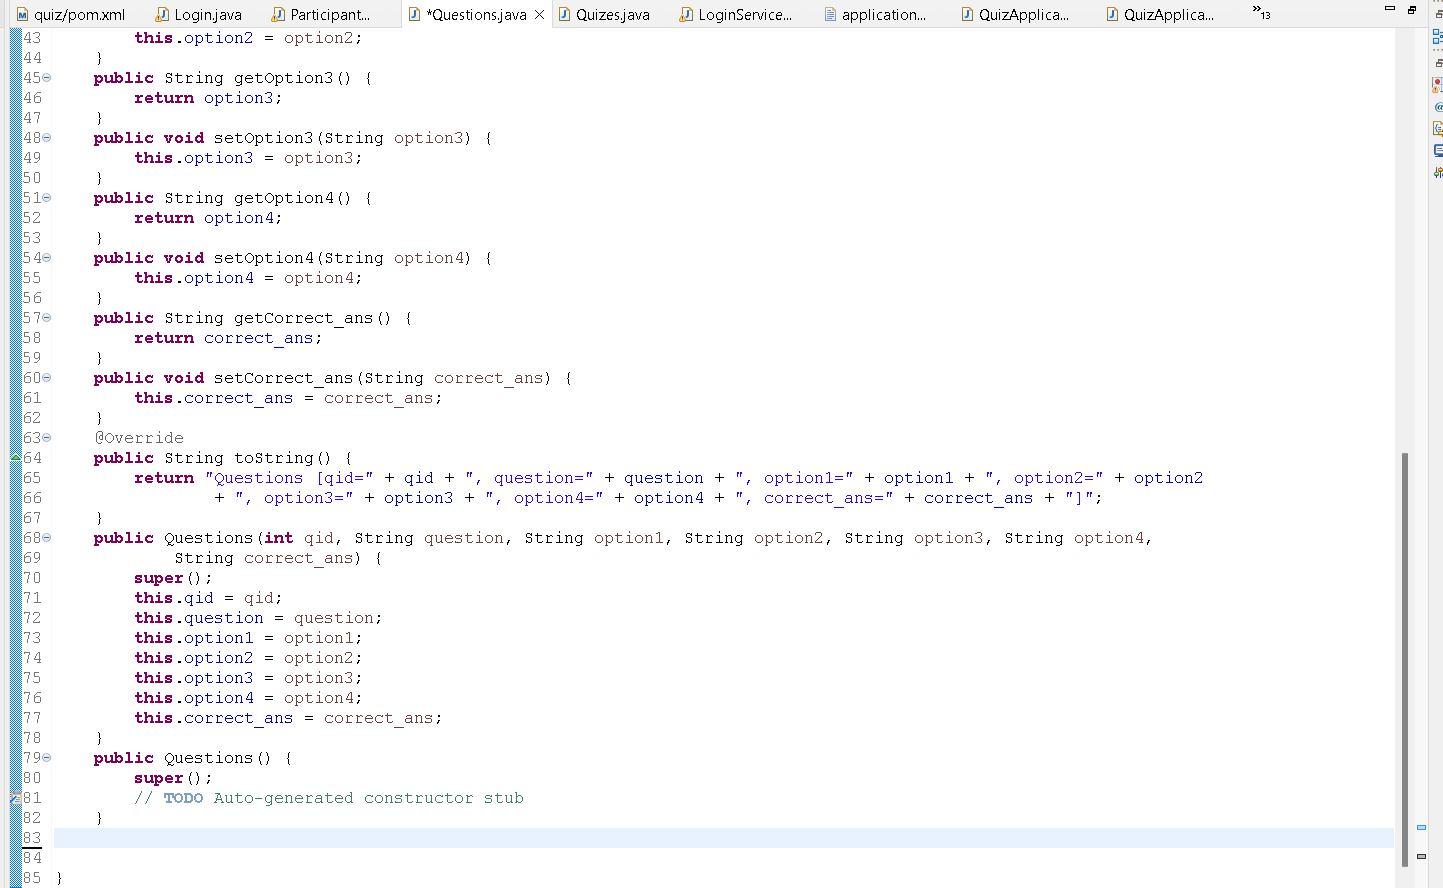 quiz/pom.xml Login.java Participant... *Questions.java Quizes.java LoginService... application... QuizApplica... QuizApplica... »13
43 this.option2 = option2;
44 }
45 public String getOption3() {
46 return option3;
47 }
48 public void setOption3(String option3) {
49 this.option3 = option3;
50 }
51 public String getOption4() {
52 return option4;
53 }
54 public void setOption4(String option4) {
55 this.option4 = option4;
56 }
57 public String getCorrect_ans() {
58 return correct_ans;
59 }
60 public void setCorrect_ans(String correct_ans) {
61 this.correct_ans = correct_ans;
62 }
63 @Override
64 public String toString() {
65 return "Questions [qid=" + qid + ", question=" + question + ", option1=" + option1 + ", option2=" + option2
66 + ", option3=" + option3 + ", option4=" + option4 + ", correct_ans=" + correct_ans + "]";
67 }
68 public Questions(int qid, String question, String option1, String option2, String option3, String option4,
69 String correct_ans) {
70 super();
71 this.qid = qid;
72 this.question = question;
73 this.option1 = option1;
74 this.option2 = option2;
75 this.option3 = option3;
76 this.option4 = option4;
77 this.correct_ans = correct_ans;
78 }
79 public Questions() {
80 super();
81 // TODO Auto-generated constructor stub
82 }
83
84
85 }